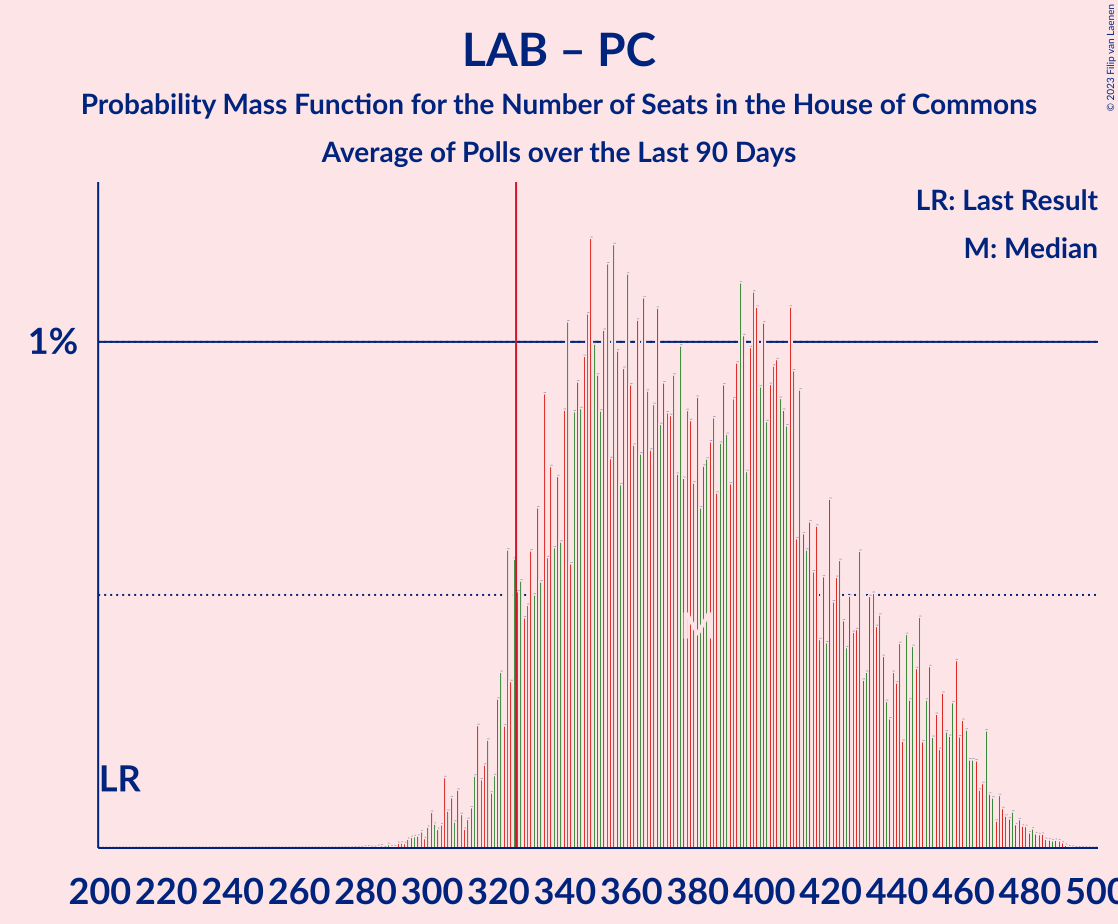 LAB – PC
Probability Mass Function for the Number of Seats in the House of Commons
Average of Polls over the Last 90 Days
© 2023 Filip van Laenen
LR: Last Result
M: Median
1%
M
LR
200 220 240 260 280 300 320 340 360 380 400 420 440 460 480 500